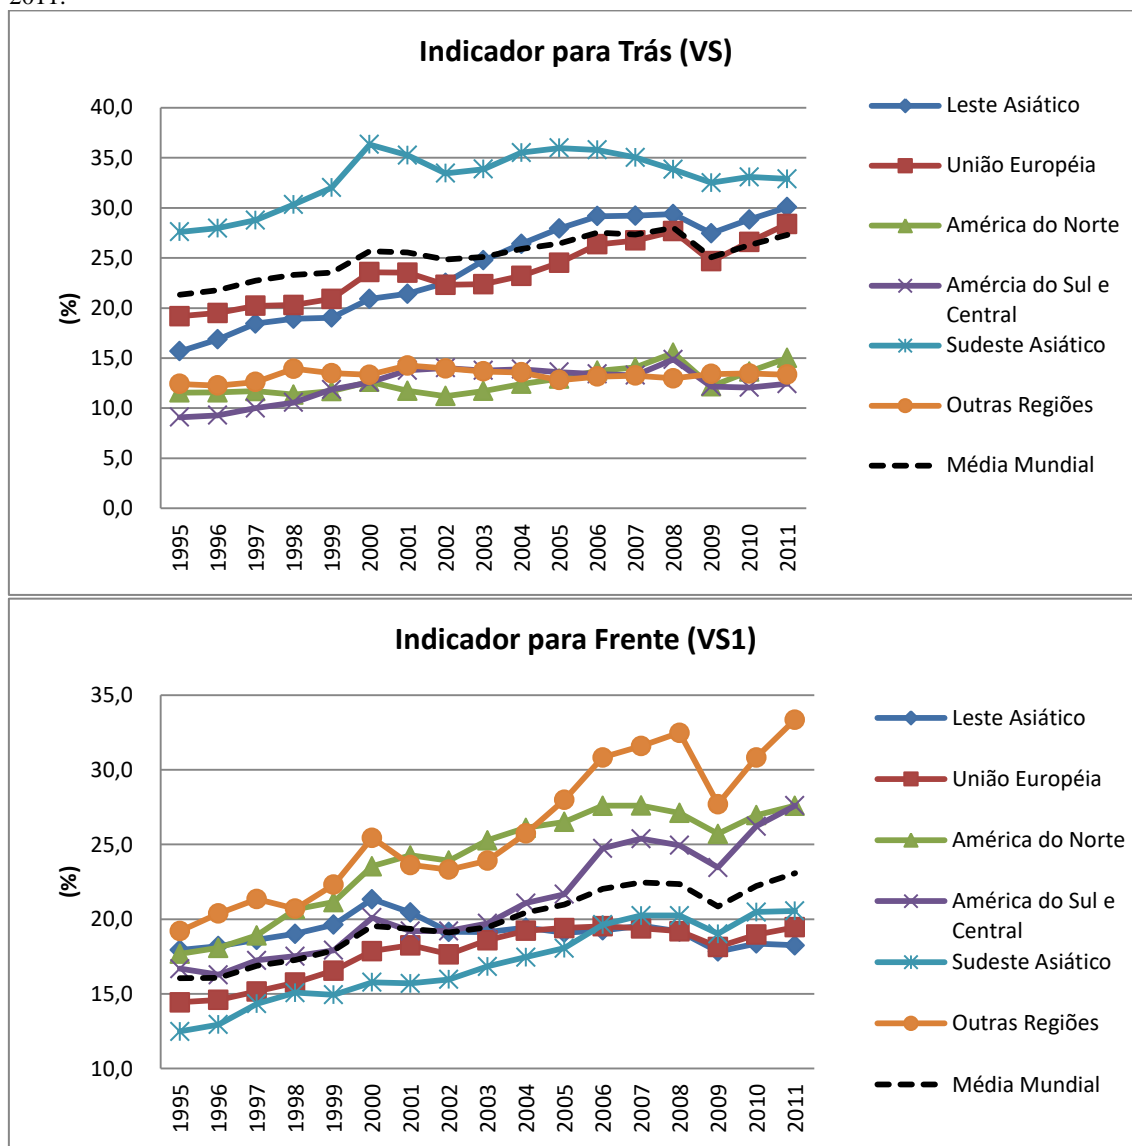 2011.
Indicador para Trás (VS)
40,0
35,0
30,0
25,0
20,0
15,0
10,0
5,0
0,0
(%)
1995
1996
1997
1998
1999
2000
2001
2002
2003
2004
2005
2006
2007
2008
2009
2010
2011
Leste Asiático
União Européia
América do Norte
Amércia do Sul e
Central
Sudeste Asiático
Outras Regiões
Média Mundial
Indicador para Frente (VS1)
35,0
30,0
25,0
20,0
15,0
10,0
(%)
1995
1996
1997
1998
1999
2000
2001
2002
2003
2004
2005
2006
2007
2008
2009
2010
2011
Leste Asiático
União Européia
América do Norte
América do Sul e
Central
Sudeste Asiático
Outras Regiões
Média Mundial